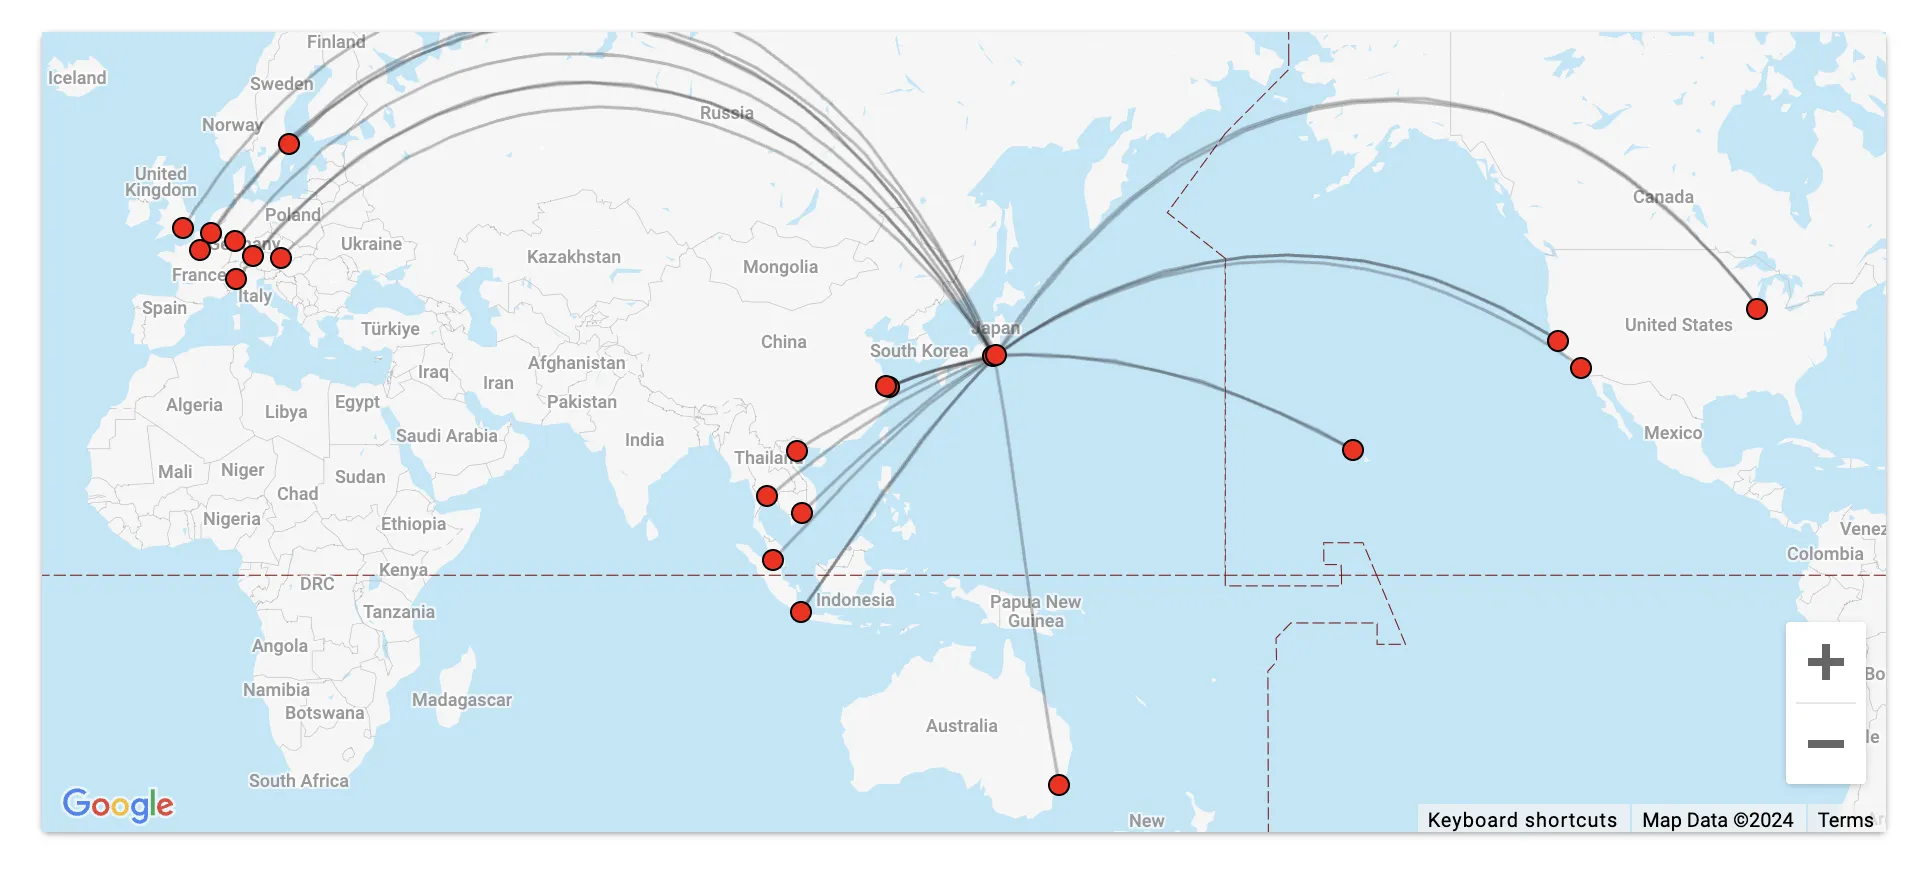 Finland
Iceland
Sweden
Russia
Norway
United
Kingdom
Canada
Poland
Ukraine
Germany
Kazakhstan
Mongolia
France
Italy
Spain
Türkiye
Japan
United States
China
South Korea
Afghanistan
Iraq
Iran
Algeria
Libya
Egypt
Pakistan
Saudi Arabia
India
Mexico
Mali
Niger
Thailand
Sudan
Chad
Nigeria
Ethiopia
Venez
Colombia
Kenya
DRC
Indonesia
Papua New
Guinea
Tanzania
Angola
Bo
Namibia
Madagascar
Botswana
Australia
le
South Africa
Google
New
Keyboard shortcuts
Map Data ©2024
Terms